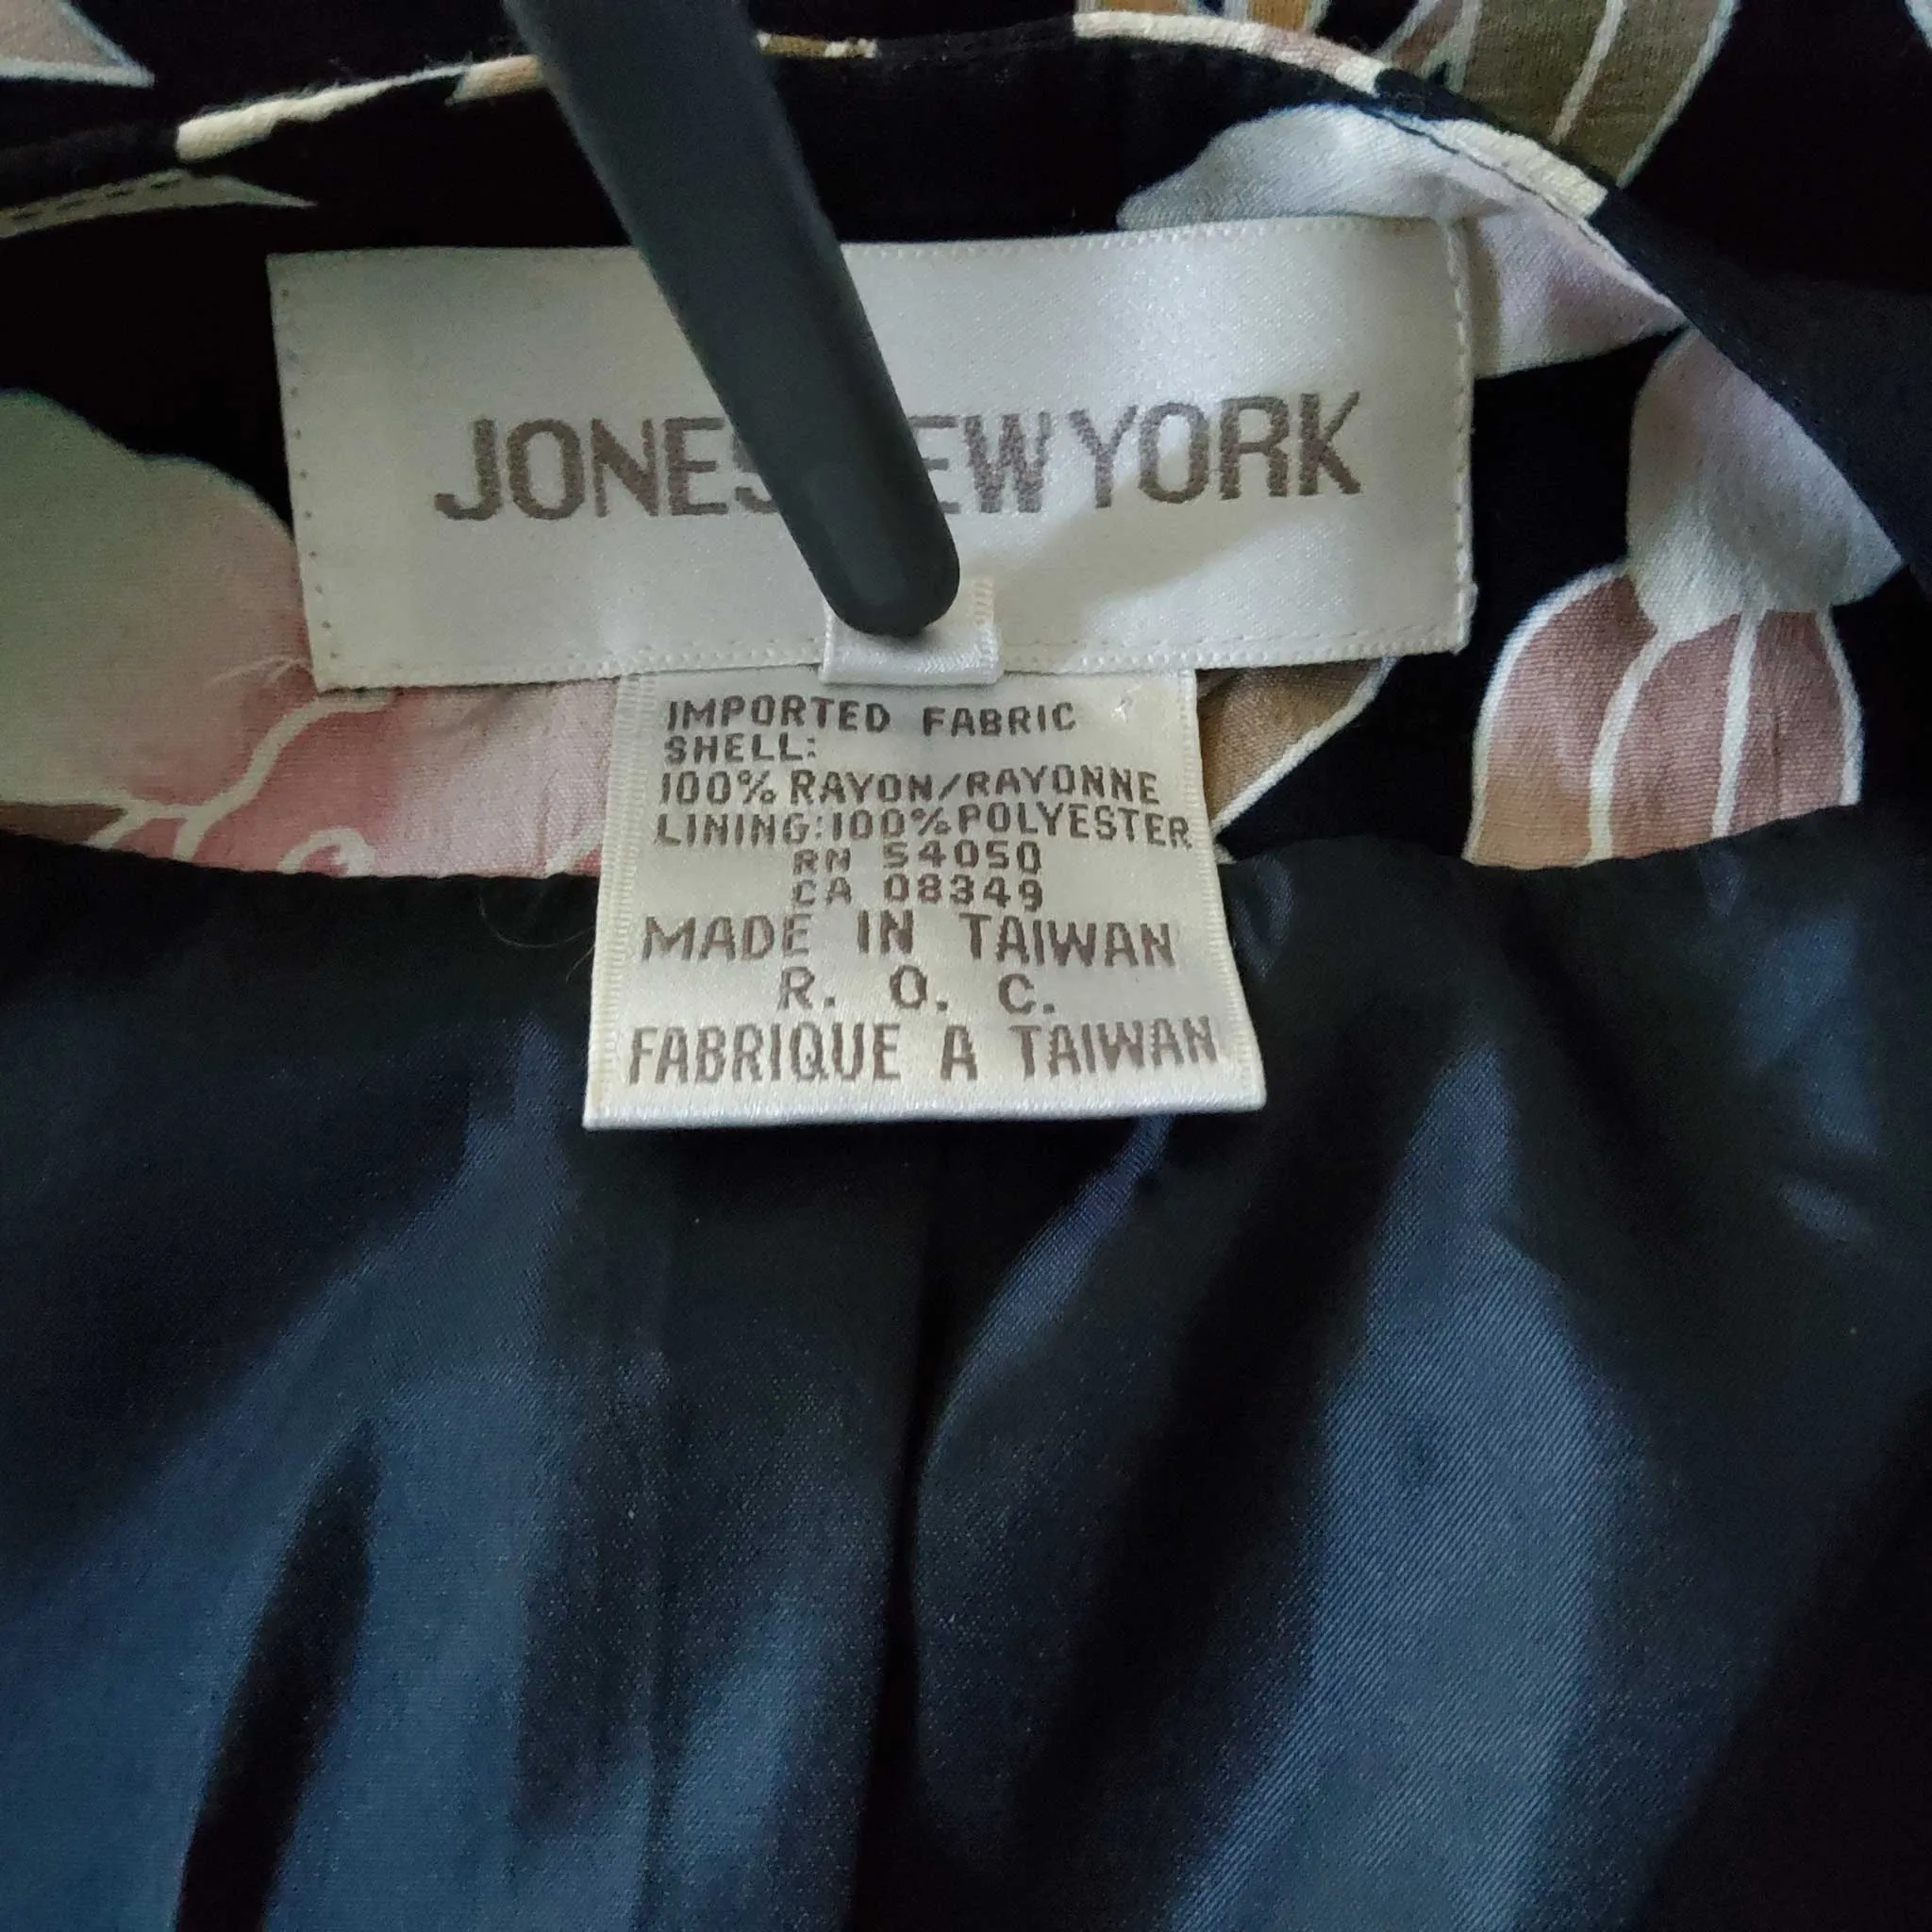 JONES NEW YORK
IMPORTED FABRIC
SHELL:
100% RAYON/RAYONNE
LINING:100% POLYESTER
RN 54050
CA 08349
MADE IN TAIWAN
R. O. C.
FABRIQUE A TAIWAN